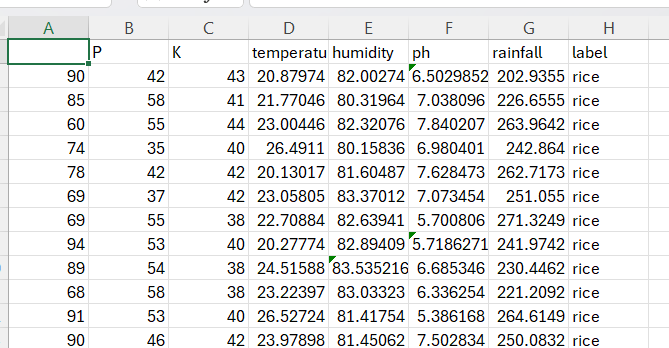 A B C D E F G H
P K temperatu humidity ph rainfall label
90 42 43 20.87974 82.00274 6.5029852 202.9355 rice
85 58 41 21.77046 80.31964 7.038096 226.6555 rice
60 55 44 23.00446 82.32076 7.840207 263.9642 rice
74 35 40 26.4911 80.15836 6.980401 242.864 rice
78 42 42 20.13017 81.60487 7.628473 262.7173 rice
69 37 42 23.05805 83.37012 7.073454 251.055 rice
69 55 38 22.70884 82.63941 5.700806 271.3249 rice
94 53 40 20.27774 82.89409 5.7186271 241.9742 rice
89 54 38 24.51588 83.535216 6.685346 230.4462 rice
68 58 38 23.22397 83.03323 6.336254 221.2092 rice
91 53 40 26.52724 81.41754 5.386168 264.6149 rice
90 46 42 23.97898 81.45062 7.502834 250.0832 rice